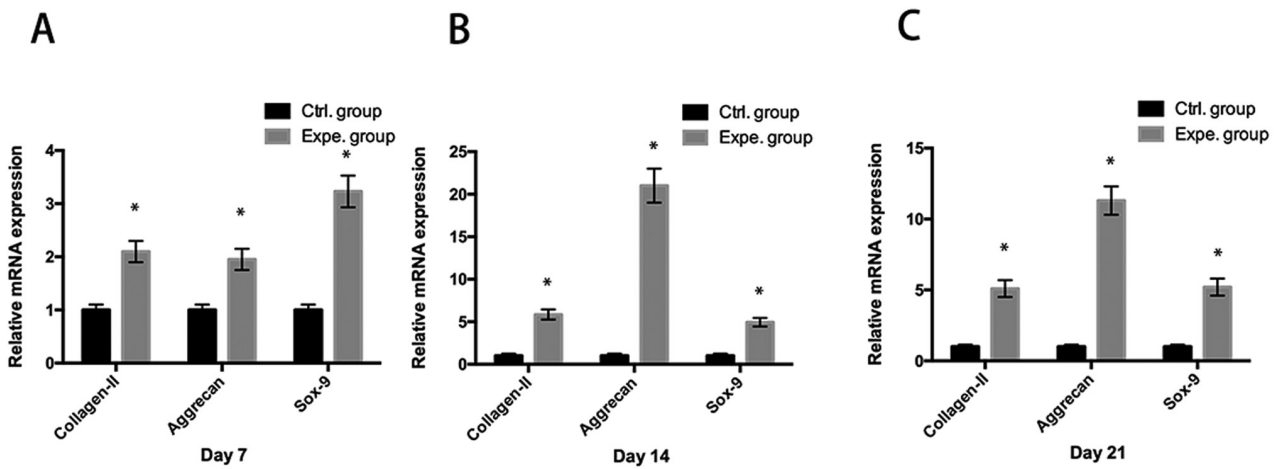 A
B
C
Ctrl. group
Expe. group
Ctrl. group
Expe. group
Ctrl. group
Expe. group
Relative mRNA expression
4
3
2
1
0
*
*
*
Collagen-II
Aggrecan
Sox-9
Day 7
Relative mRNA expression
25
20
15
10
5
0
*
*
*
Collagen-II
Aggrecan
Sox-9
Day 14
Relative mRNA expression
15
10
5
0
*
*
*
Collagen-II
Aggrecan
Sox-9
Day 21